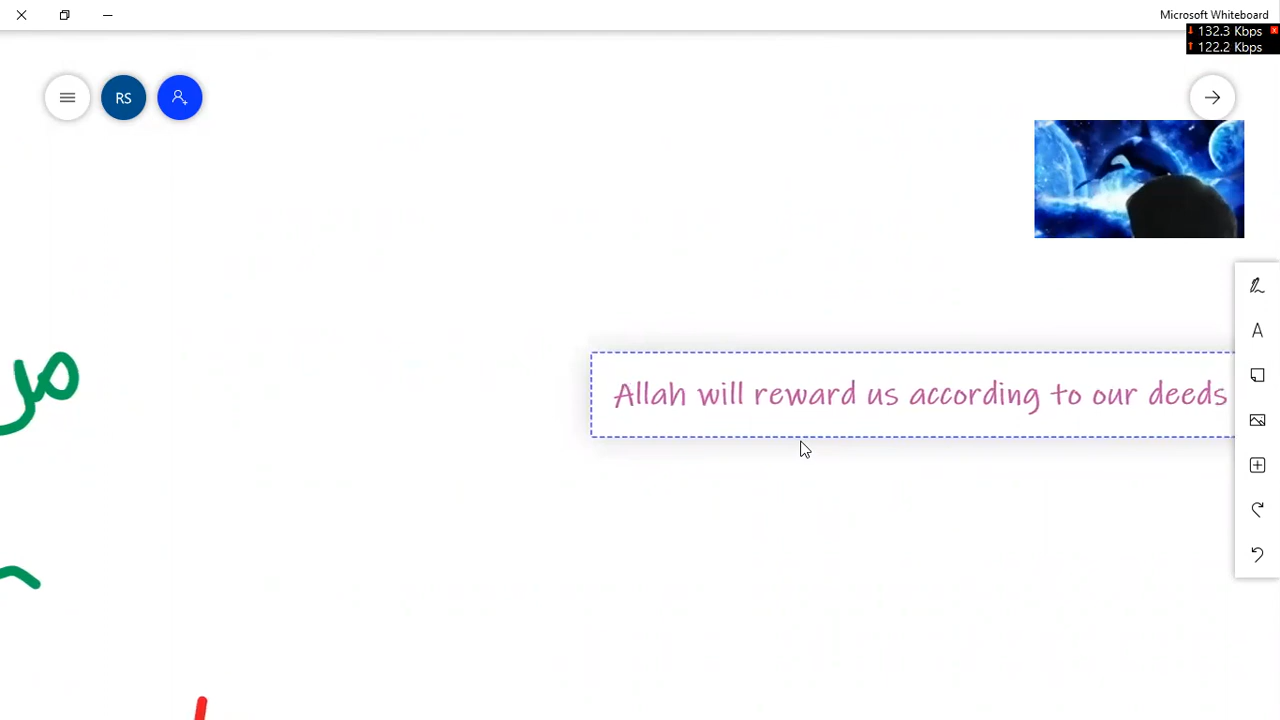 Microsoft Whiteboard
132.3 Kbps
122.2 Kbps
RS
Allah will reward us according to our deeds